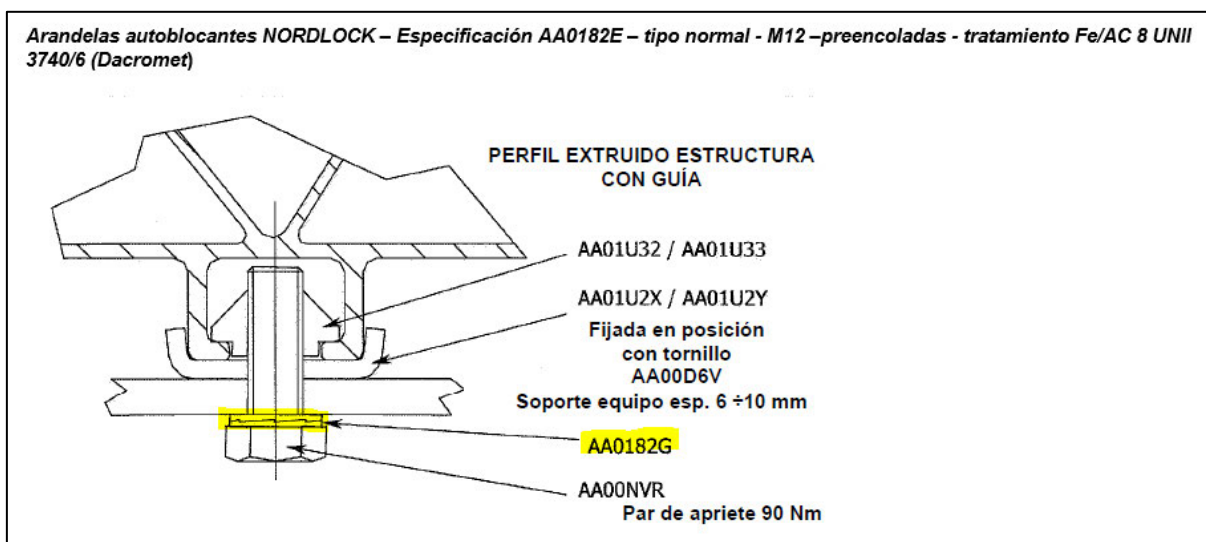 Arandelas autoblocantes NORDLOCK – Especificación AA0182E – tipo normal - M12 –preencoladas - tratamiento Fe/AC 8 UNII
3740/6 (Dacromet)
PERFIL EXTRUIDO ESTRUCTURA
CON GUÍA
AA01U32 / AA01U33
AA01U2X / AA01U2Y
Fijada en posición
con tornillo
AA00D6V
Soporte equipo esp. 6 ÷10 mm
AA0182G
AA00NVR
Par de apriete 90 Nm